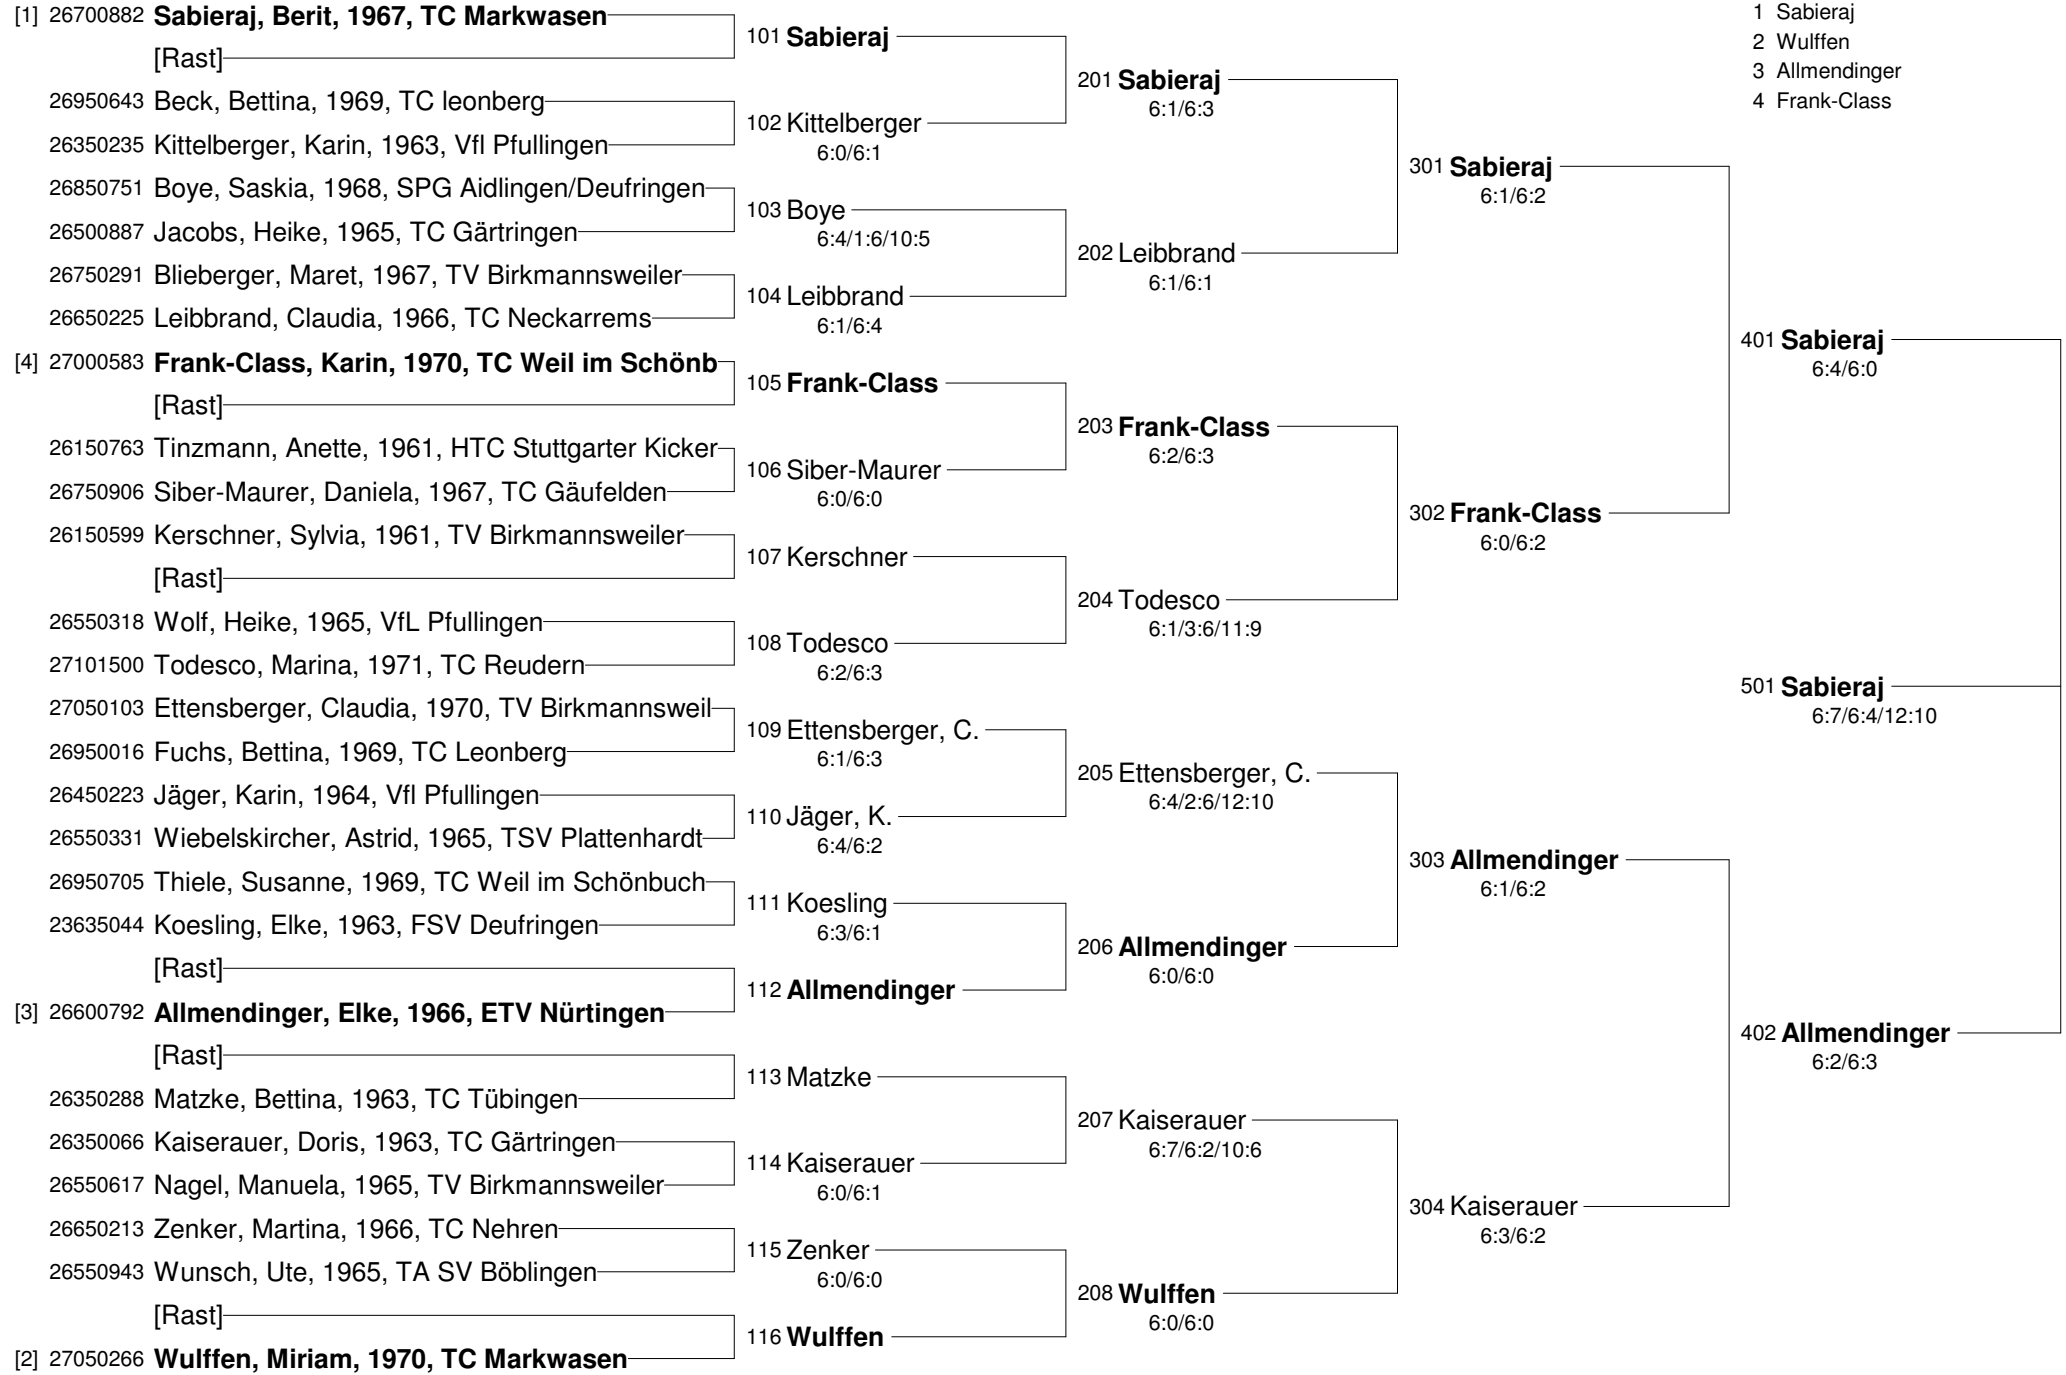 [1] 26700882 Sabieraj, Berit, 1967, TC Markwasen
[Rast]
26950643 Beck, Bettina, 1969, TC leonberg
26350235 Kittelberger, Karin, 1963, Vfl Pfullingen
26850751 Boye, Saskia, 1968, SPG Aidlingen/Deufringen
26500887 Jacobs, Heike, 1965, TC Gärtringen
26750291 Blieberger, Maret, 1967, TV Birkmannsweiler
26650225 Leibbrand, Claudia, 1966, TC Neckarrems
[4] 27000583 Frank-Class, Karin, 1970, TC Weil im Schönb
[Rast]
26150763 Tinzmann, Anette, 1961, HTC Stuttgarter Kicker
26750906 Siber-Maurer, Daniela, 1967, TC Gäufelden
26150599 Kerschner, Sylvia, 1961, TV Birkmannsweiler
[Rast]
26550318 Wolf, Heike, 1965, VfL Pfullingen
27101500 Todesco, Marina, 1971, TC Reudern
27050103 Ettensberger, Claudia, 1970, TV Birkmannsweil
26950016 Fuchs, Bettina, 1969, TC Leonberg
26450223 Jäger, Karin, 1964, Vfl Pfullingen
26550331 Wiebelskircher, Astrid, 1965, TSV Plattenhardt
26950705 Thiele, Susanne, 1969, TC Weil im Schönbuch
23635044 Koesling, Elke, 1963, FSV Deufringen
[Rast]
[3] 26600792 Allmendinger, Elke, 1966, ETV Nürtingen
[Rast]
26350288 Matzke, Bettina, 1963, TC Tübingen
26350066 Kaiserauer, Doris, 1963, TC Gärtringen
26550617 Nagel, Manuela, 1965, TV Birkmannsweiler
26650213 Zenker, Martina, 1966, TC Nehren
26550943 Wunsch, Ute, 1965, TA SV Böblingen
[Rast]
[2] 27050266 Wulffen, Miriam, 1970, TC Markwasen
101 Sabieraj
102 Kittelberger
6:0/6:1
103 Boye
6:4/1:6/10:5
104 Leibbrand
6:1/6:4
105 Frank-Class
106 Siber-Maurer
6:0/6:0
107 Kerschner
108 Todesco
6:2/6:3
109 Ettensberger, C.
6:1/6:3
110 Jäger, K.
6:4/6:2
111 Koesling
6:3/6:1
112 Allmendinger
113 Matzke
114 Kaiserauer
6:0/6:1
115 Zenker
6:0/6:0
116 Wulffen
201 Sabieraj
6:1/6:3
202 Leibbrand
6:1/6:1
203 Frank-Class
6:2/6:3
204 Todesco
6:1/3:6/11:9
205 Ettensberger, C.
6:4/2:6/12:10
206 Allmendinger
6:0/6:0
207 Kaiserauer
6:7/6:2/10:6
208 Wulffen
6:0/6:0
301 Sabieraj
6:1/6:2
302 Frank-Class
6:0/6:2
303 Allmendinger
6:1/6:2
304 Kaiserauer
6:3/6:2
401 Sabieraj
6:4/6:0
501 Sabieraj
6:7/6:4/12:10
402 Allmendinger
6:2/6:3
1 Sabieraj
2 Wulffen
3 Allmendinger
4 Frank-Class